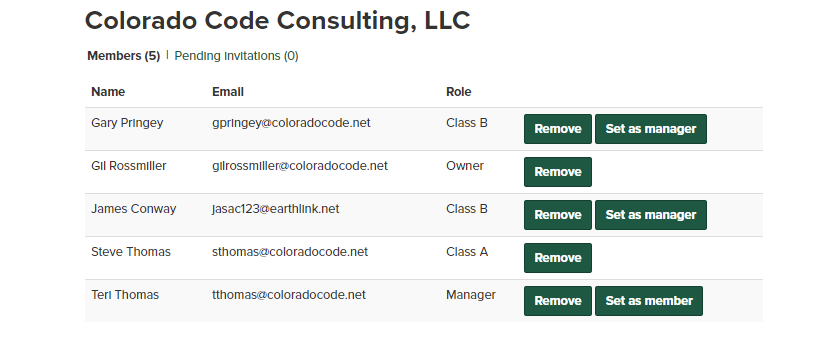 Colorado Code Consulting, LLC
Members (5) | Pending Invitations (0)
Name Email Role
Gary Pringey gpringey@coloradocode.net Class B Remove Set as manager
Gil Rossmiller gilrossmiller@coloradocode.net Owner Remove
James Conway jasac123@earthlink.net Class B Remove Set as manager
Steve Thomas sthomas@coloradocode.net Class A Remove
Teri Thomas tthomas@coloradocode.net Manager Remove Set as member